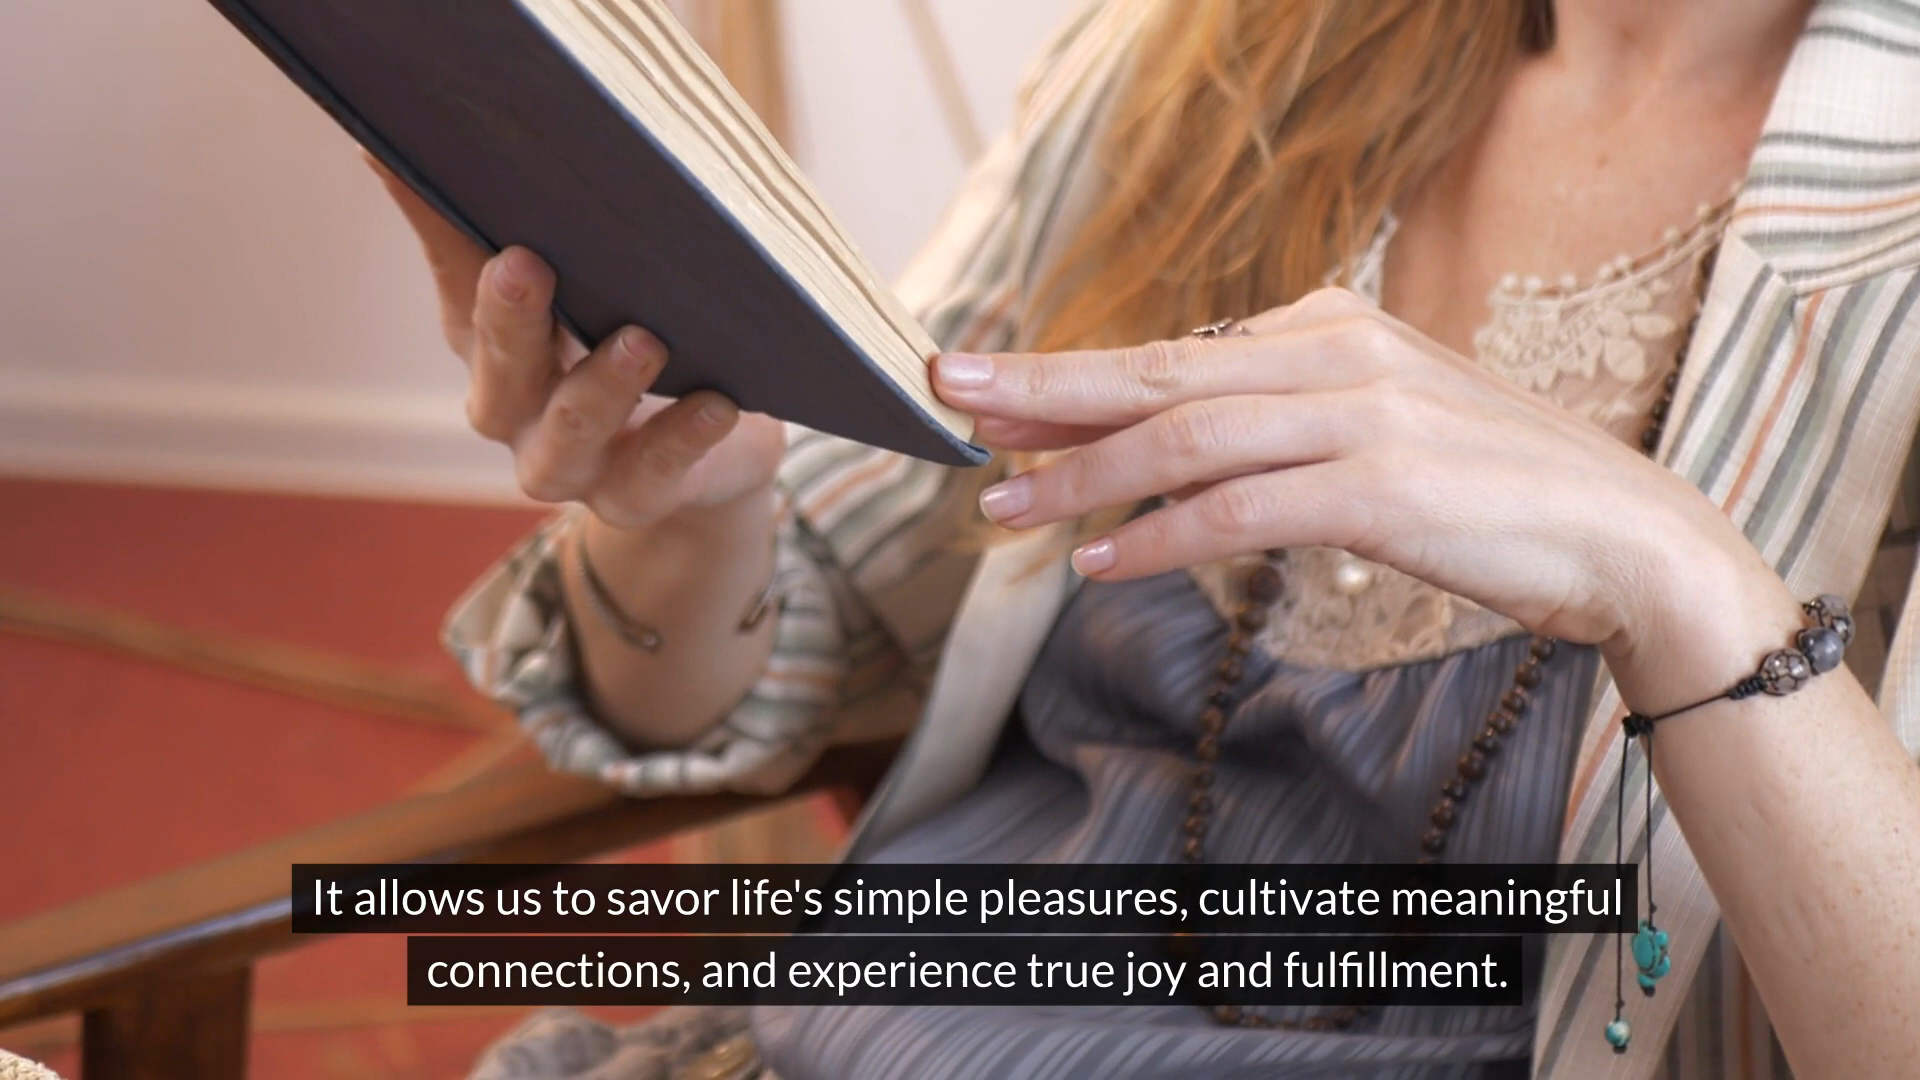 It allows us to savor life's simple pleasures, cultivate meaningful
connections, and experience true joy and fulfillment.